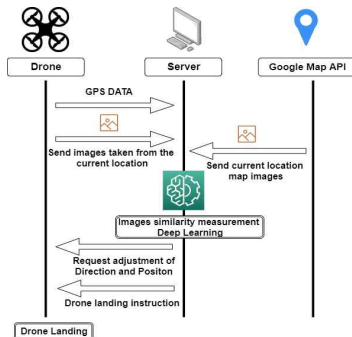 Drone
Server
Google Map API
GPS DATA
Send images taken from the
current location
Send current location
map images
Images similarity measurement
Deep Learning
Request adjustment of
Direction and Positon
Drone landing instruction
Drone Landing